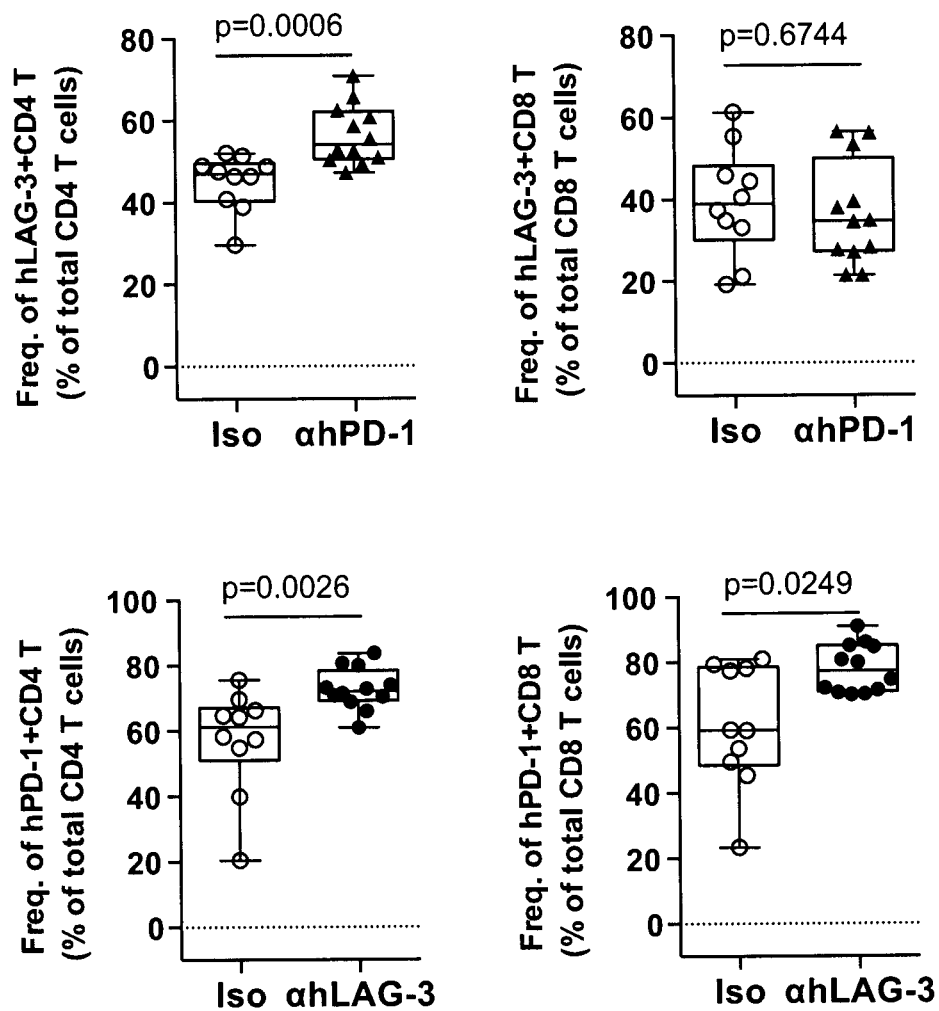 p=0.0006
Freq. of hLAG-3+CD4 T
(% of total CD4 T cells)
80
60
40
20
0
Iso αhPD-1
p=0.6744
Freq. of hLAG-3+CD8 T
(% of total CD8 T cells)
80
60
40
20
0
Iso αhPD-1
p=0.0026
Freq. of hPD-1+CD4 T
(% of total CD4 T cells)
100
80
60
40
20
0
Iso αhLAG-3
p=0.0249
Freq. of hPD-1+CD8 T
(% of total CD8 T cells)
100
80
60
40
20
0
Iso αhLAG-3